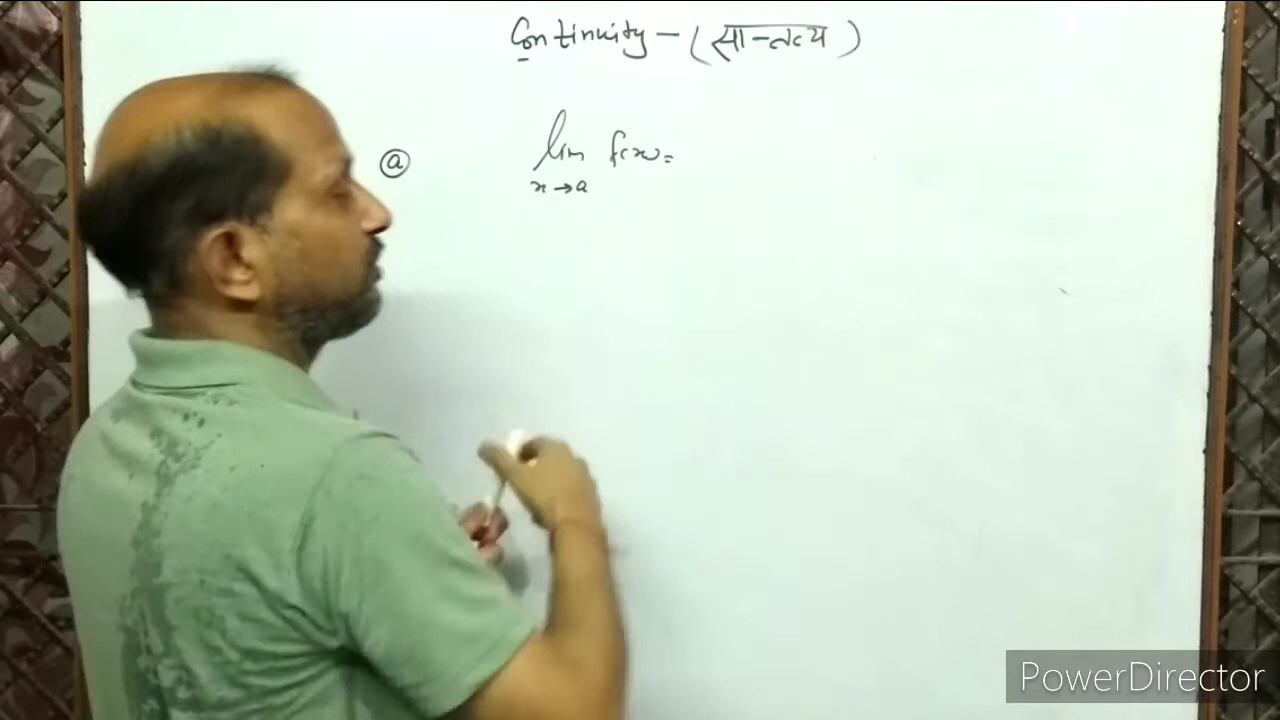 Continuity - (सान्तत्य)
ⓐ lim f(x) =
x→a
PowerDirector